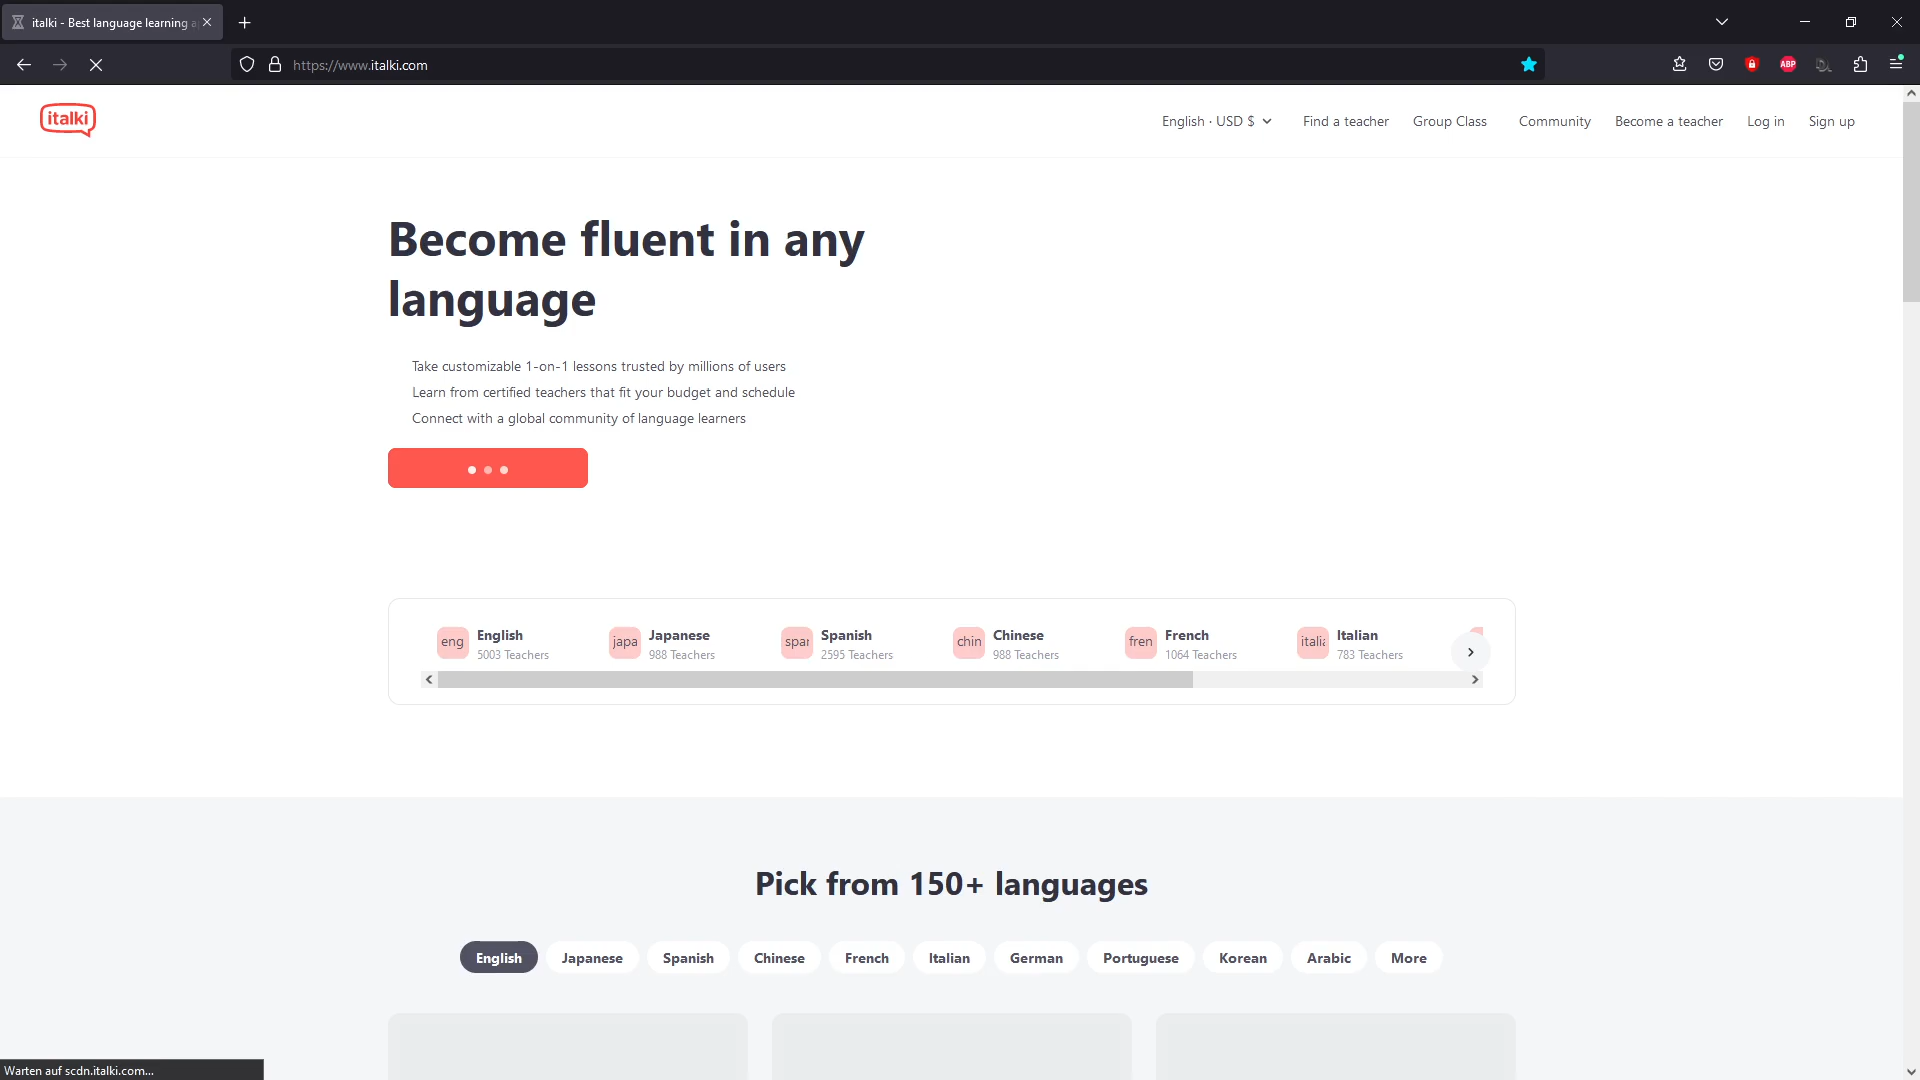 italki - Best language learning a
https://www.italki.com
ABP
italki
English · USD $
Find a teacher
Group Class
Community
Become a teacher
Log in
Sign up
Become fluent in any
language
Take customizable 1-on-1 lessons trusted by millions of users
Learn from certified teachers that fit your budget and schedule
Connect with a global community of language learners
eng
English
5003 Teachers
japa
Japanese
988 Teachers
spar
Spanish
2595 Teachers
chin
Chinese
988 Teachers
fren
French
1064 Teachers
itali
Italian
783 Teachers
Pick from 150+ languages
English
Japanese
Spanish
Chinese
French
Italian
German
Portuguese
Korean
Arabic
More
Warten auf scdn.italki.com...